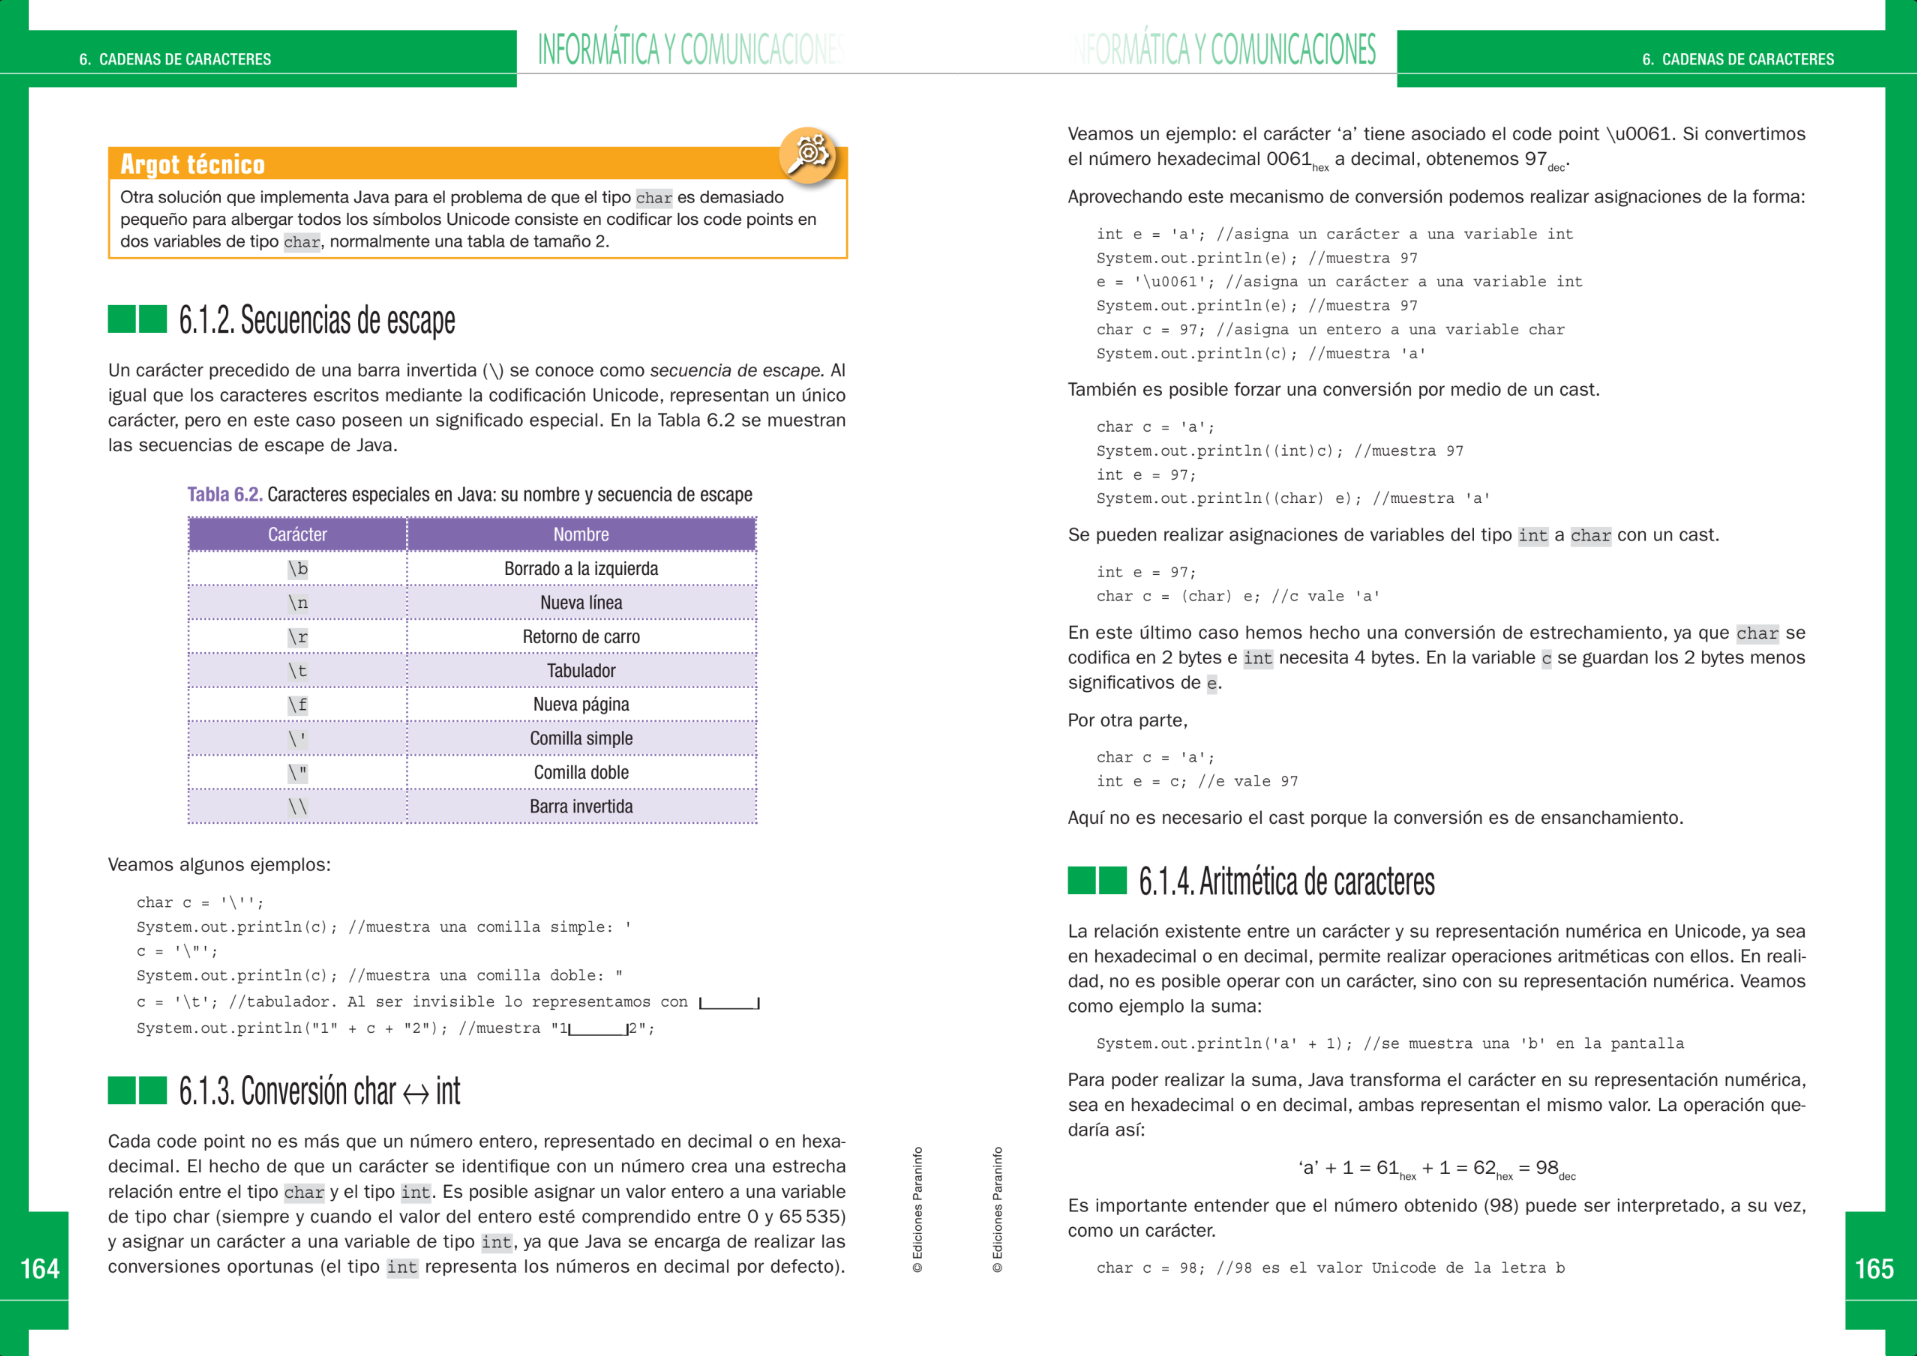 6. CADENAS DE CARACTERES
INFORMÁTICA Y COMUNICACIONES
Argot técnico
Otra solución que implementa Java para el problema de que el tipo char es demasiado
pequeño para albergar todos los símbolos Unicode consiste en codificar los code points en
dos variables de tipo char, normalmente una tabla de tamaño 2.
6.1.2. Secuencias de escape
Un carácter precedido de una barra invertida (\) se conoce como secuencia de escape. Al
igual que los caracteres escritos mediante la codificación Unicode, representan un único
carácter, pero en este caso poseen un significado especial. En la Tabla 6.2 se muestran
las secuencias de escape de Java.
Tabla 6.2. Caracteres especiales en Java: su nombre y secuencia de escape
Carácter Nombre
\b Borrado a la izquierda
\n Nueva línea
\r Retorno de carro
\t Tabulador
\f Nueva página
\' Comilla simple
\" Comilla doble
\\ Barra invertida
Veamos algunos ejemplos:
char c = '\'';
System.out.println(c); //muestra una comilla simple: '
c = '\"';
System.out.println(c); //muestra una comilla doble: "
c = '\t'; //tabulador. Al ser invisible lo representamos con |______|
System.out.println("1" + c + "2"); //muestra "1|______|2";
6.1.3. Conversión char ↔ int
Cada code point no es más que un número entero, representado en decimal o en hexa-
decimal. El hecho de que un carácter se identifique con un número crea una estrecha
relación entre el tipo char y el tipo int. Es posible asignar un valor entero a una variable
de tipo char (siempre y cuando el valor del entero esté comprendido entre 0 y 65 535)
y asignar un carácter a una variable de tipo int, ya que Java se encarga de realizar las
conversiones oportunas (el tipo int representa los números en decimal por defecto).
164
© Ediciones Paraninfo
INFORMÁTICA Y COMUNICACIONES
6. CADENAS DE CARACTERES
Veamos un ejemplo: el carácter ‘a’ tiene asociado el code point \u0061. Si convertimos
el número hexadecimal 0061hex a decimal, obtenemos 97dec.
Aprovechando este mecanismo de conversión podemos realizar asignaciones de la forma:
int e = 'a'; //asigna un carácter a una variable int
System.out.println(e); //muestra 97
e = '\u0061'; //asigna un carácter a una variable int
System.out.println(e); //muestra 97
char c = 97; //asigna un entero a una variable char
System.out.println(c); //muestra 'a'
También es posible forzar una conversión por medio de un cast.
char c = 'a';
System.out.println((int)c); //muestra 97
int e = 97;
System.out.println((char) e); //muestra 'a'
Se pueden realizar asignaciones de variables del tipo int a char con un cast.
int e = 97;
char c = (char) e; //c vale 'a'
En este último caso hemos hecho una conversión de estrechamiento, ya que char se
codifica en 2 bytes e int necesita 4 bytes. En la variable c se guardan los 2 bytes menos
significativos de e.
Por otra parte,
char c = 'a';
int e = c; //e vale 97
Aquí no es necesario el cast porque la conversión es de ensanchamiento.
6.1.4. Aritmética de caracteres
La relación existente entre un carácter y su representación numérica en Unicode, ya sea
en hexadecimal o en decimal, permite realizar operaciones aritméticas con ellos. En reali-
dad, no es posible operar con un carácter, sino con su representación numérica. Veamos
como ejemplo la suma:
System.out.println('a' + 1); //se muestra una 'b' en la pantalla
Para poder realizar la suma, Java transforma el carácter en su representación numérica,
sea en hexadecimal o en decimal, ambas representan el mismo valor. La operación que-
daría así:
‘a’ + 1 = 61hex + 1 = 62hex = 98dec
Es importante entender que el número obtenido (98) puede ser interpretado, a su vez,
como un carácter.
char c = 98; //98 es el valor Unicode de la letra b
© Ediciones Paraninfo
165